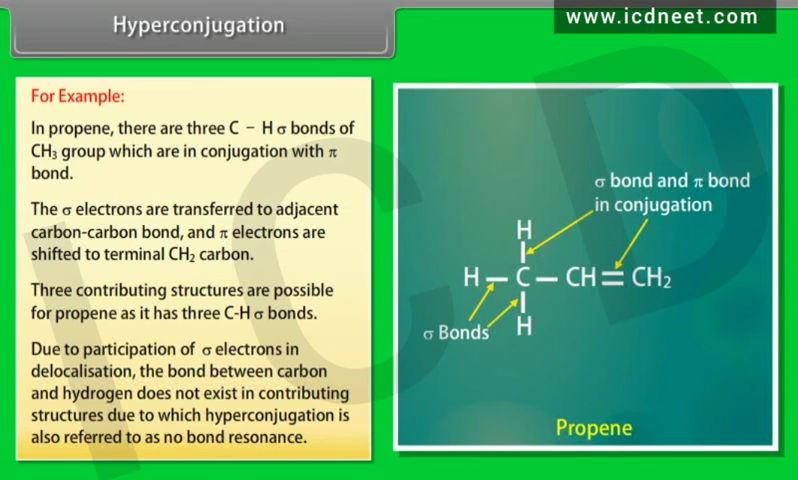 Hyperconjugation
www.icdneet.com
For Example:
In propene, there are three C – H σ bonds of
CH₃ group which are in conjugation with π
bond.
The σ electrons are transferred to adjacent
carbon-carbon bond, and π electrons are
shifted to terminal CH₂ carbon.
Three contributing structures are possible
for propene as it has three C-H σ bonds.
Due to participation of σ electrons in
delocalisation, the bond between carbon
and hydrogen does not exist in contributing
structures due to which hyperconjugation is
also referred to as no bond resonance.
σ bond and π bond
in conjugation
H
H – C – CH = CH₂
σ Bonds
H
Propene
I C D